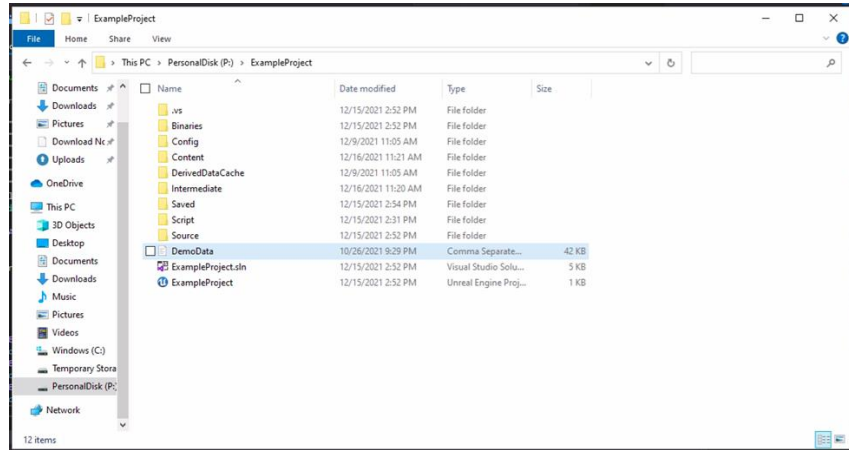 ExampleProject
File Home Share View
This PC > PersonalDisk (P:) > ExampleProject
Documents
Downloads
Pictures
Download Nc
Uploads
OneDrive
This PC
3D Objects
Desktop
Documents
Downloads
Music
Pictures
Videos
Windows (C:)
Temporary Stora
PersonalDisk (P:
Network
Name Date modified Type Size
.vs 12/15/2021 2:52 PM File folder
Binaries 12/15/2021 2:52 PM File folder
Config 12/9/2021 11:05 AM File folder
Content 12/16/2021 11:21 AM File folder
DerivedDataCache 12/9/2021 11:05 AM File folder
Intermediate 12/16/2021 11:20 AM File folder
Saved 12/15/2021 2:54 PM File folder
Script 12/15/2021 2:31 PM File folder
Source 12/15/2021 2:52 PM File folder
DemoData 10/26/2021 9:29 PM Comma Separate... 42 KB
ExampleProject.sln 12/15/2021 2:52 PM Visual Studio Solu... 5 KB
ExampleProject 12/15/2021 2:52 PM Unreal Engine Proj... 1 KB
12 items